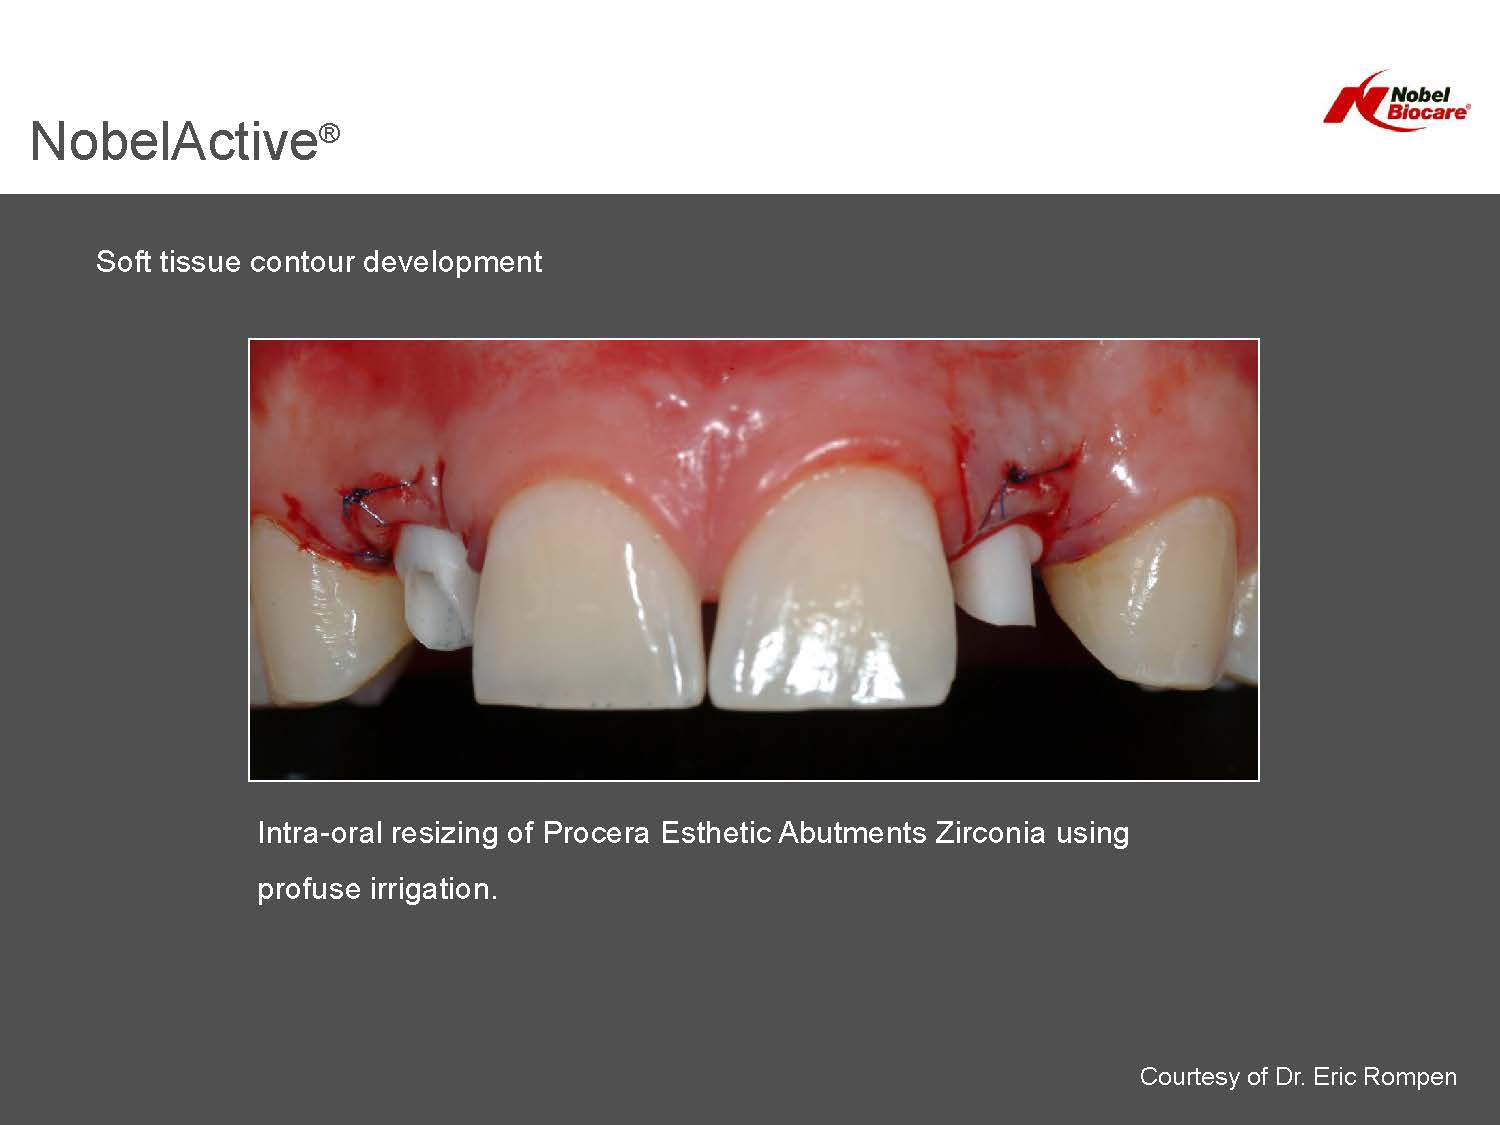 Nobel
Biocare®
NobelActive®
Soft tissue contour development
Intra-oral resizing of Procera Esthetic Abutments Zirconia using
profuse irrigation.
Courtesy of Dr. Eric Rompen